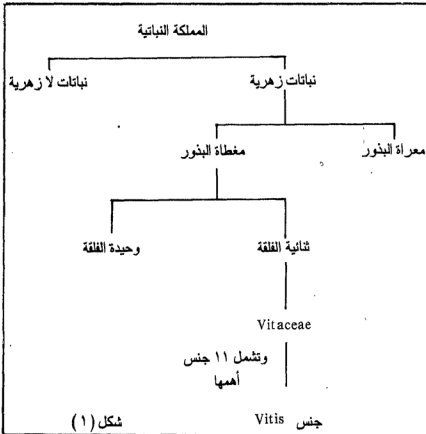 المملكة النباتية
نباتات زهرية نباتات لا زهرية
معراة البذور مغطاة البذور
ثنائية الفلقة وحيدة الفلقة
Vitaceae
وتشمل ١١ جنس
أهمها
جنس Vitis شكل (١)